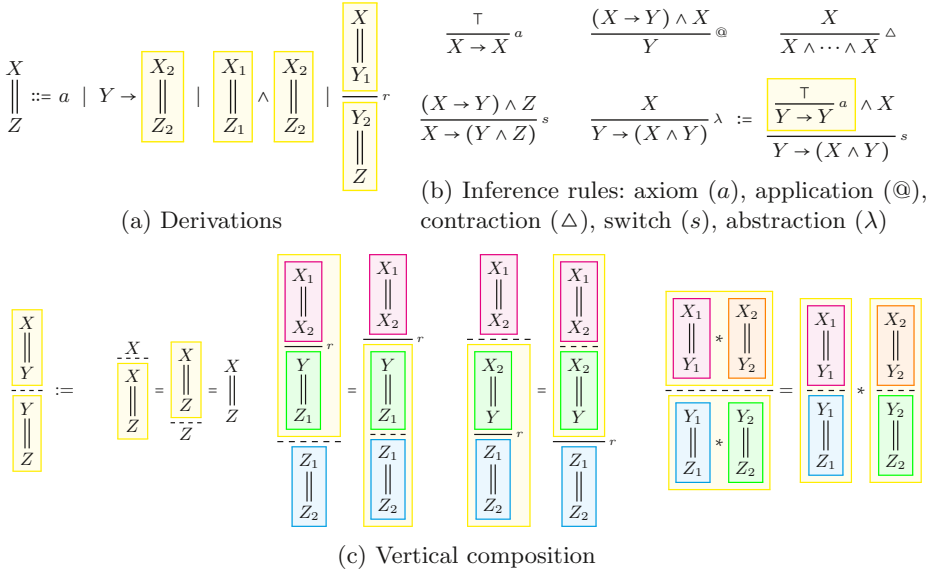 X ‖ Z ::= a | Y → X₂ ‖ Z₂ | X₁ ‖ Z₁ ∧ X₂ ‖ Z₂ | X ‖ Y₁ / Y₂ ‖ Z r
(a) Derivations
⊤ / X → X a
(X → Y) ∧ X / Y @
X / X ∧ ⋯ ∧ X △
(X → Y) ∧ Z / X → (Y ∧ Z) s
X / Y → (X ∧ Y) λ := ⊤ / Y → Y a ∧ X / Y → (X ∧ Y) s
(b) Inference rules: axiom (a), application (@),
contraction (△), switch (s), abstraction (λ)
X ‖ Y / Y ‖ Z :=
X / X ‖ Z = X ‖ Z / Z = X ‖ Z
X₁ ‖ X₂ / Y ‖ Z₁ r / Z₁ ‖ Z₂ = X₁ ‖ X₂ / r Y ‖ Z₁ / Z₁ ‖ Z₂
X₁ ‖ X₂ / X₂ ‖ Y / r Z₁ ‖ Z₂ = X₁ ‖ X₂ / X₂ ‖ Y / r Z₁ ‖ Z₂
X₁ ‖ Y₁ * X₂ ‖ Y₂ / Y₁ ‖ Z₁ * Y₂ ‖ Z₂ = X₁ ‖ Y₁ / Y₁ ‖ Z₁ * X₂ ‖ Y₂ / Y₂ ‖ Z₂
(c) Vertical composition